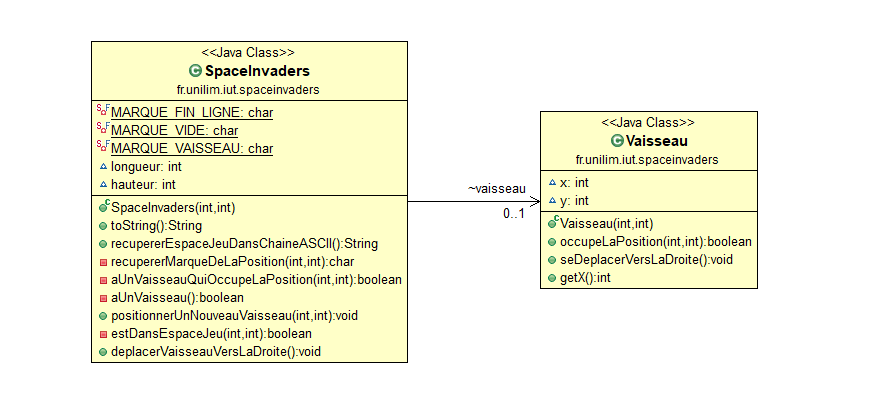 <<Java Class>>
SpaceInvaders
fr.unilim.iut.spaceinvaders
MARQUE_FIN_LIGNE: char
MARQUE_VIDE: char
MARQUE_VAISSEAU: char
longueur: int
hauteur: int
SpaceInvaders(int,int)
toString():String
recupererEspaceJeuDansChaineASCII():String
recupererMarqueDeLaPosition(int,int):char
aUnVaisseauQuiOccupeLaPosition(int,int):boolean
aUnVaisseau():boolean
positionnerUnNouveauVaisseau(int,int):void
estDansEspaceJeu(int,int):boolean
deplacerVaisseauVersLaDroite():void
~vaisseau
0..1
<<Java Class>>
Vaisseau
fr.unilim.iut.spaceinvaders
x: int
y: int
Vaisseau(int,int)
occupeLaPosition(int,int):boolean
seDeplacerVersLaDroite():void
getX():int